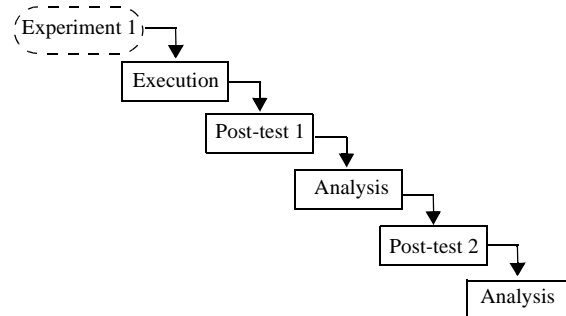 Experiment 1
Execution
Post-test 1
Analysis
Post-test 2
Analysis